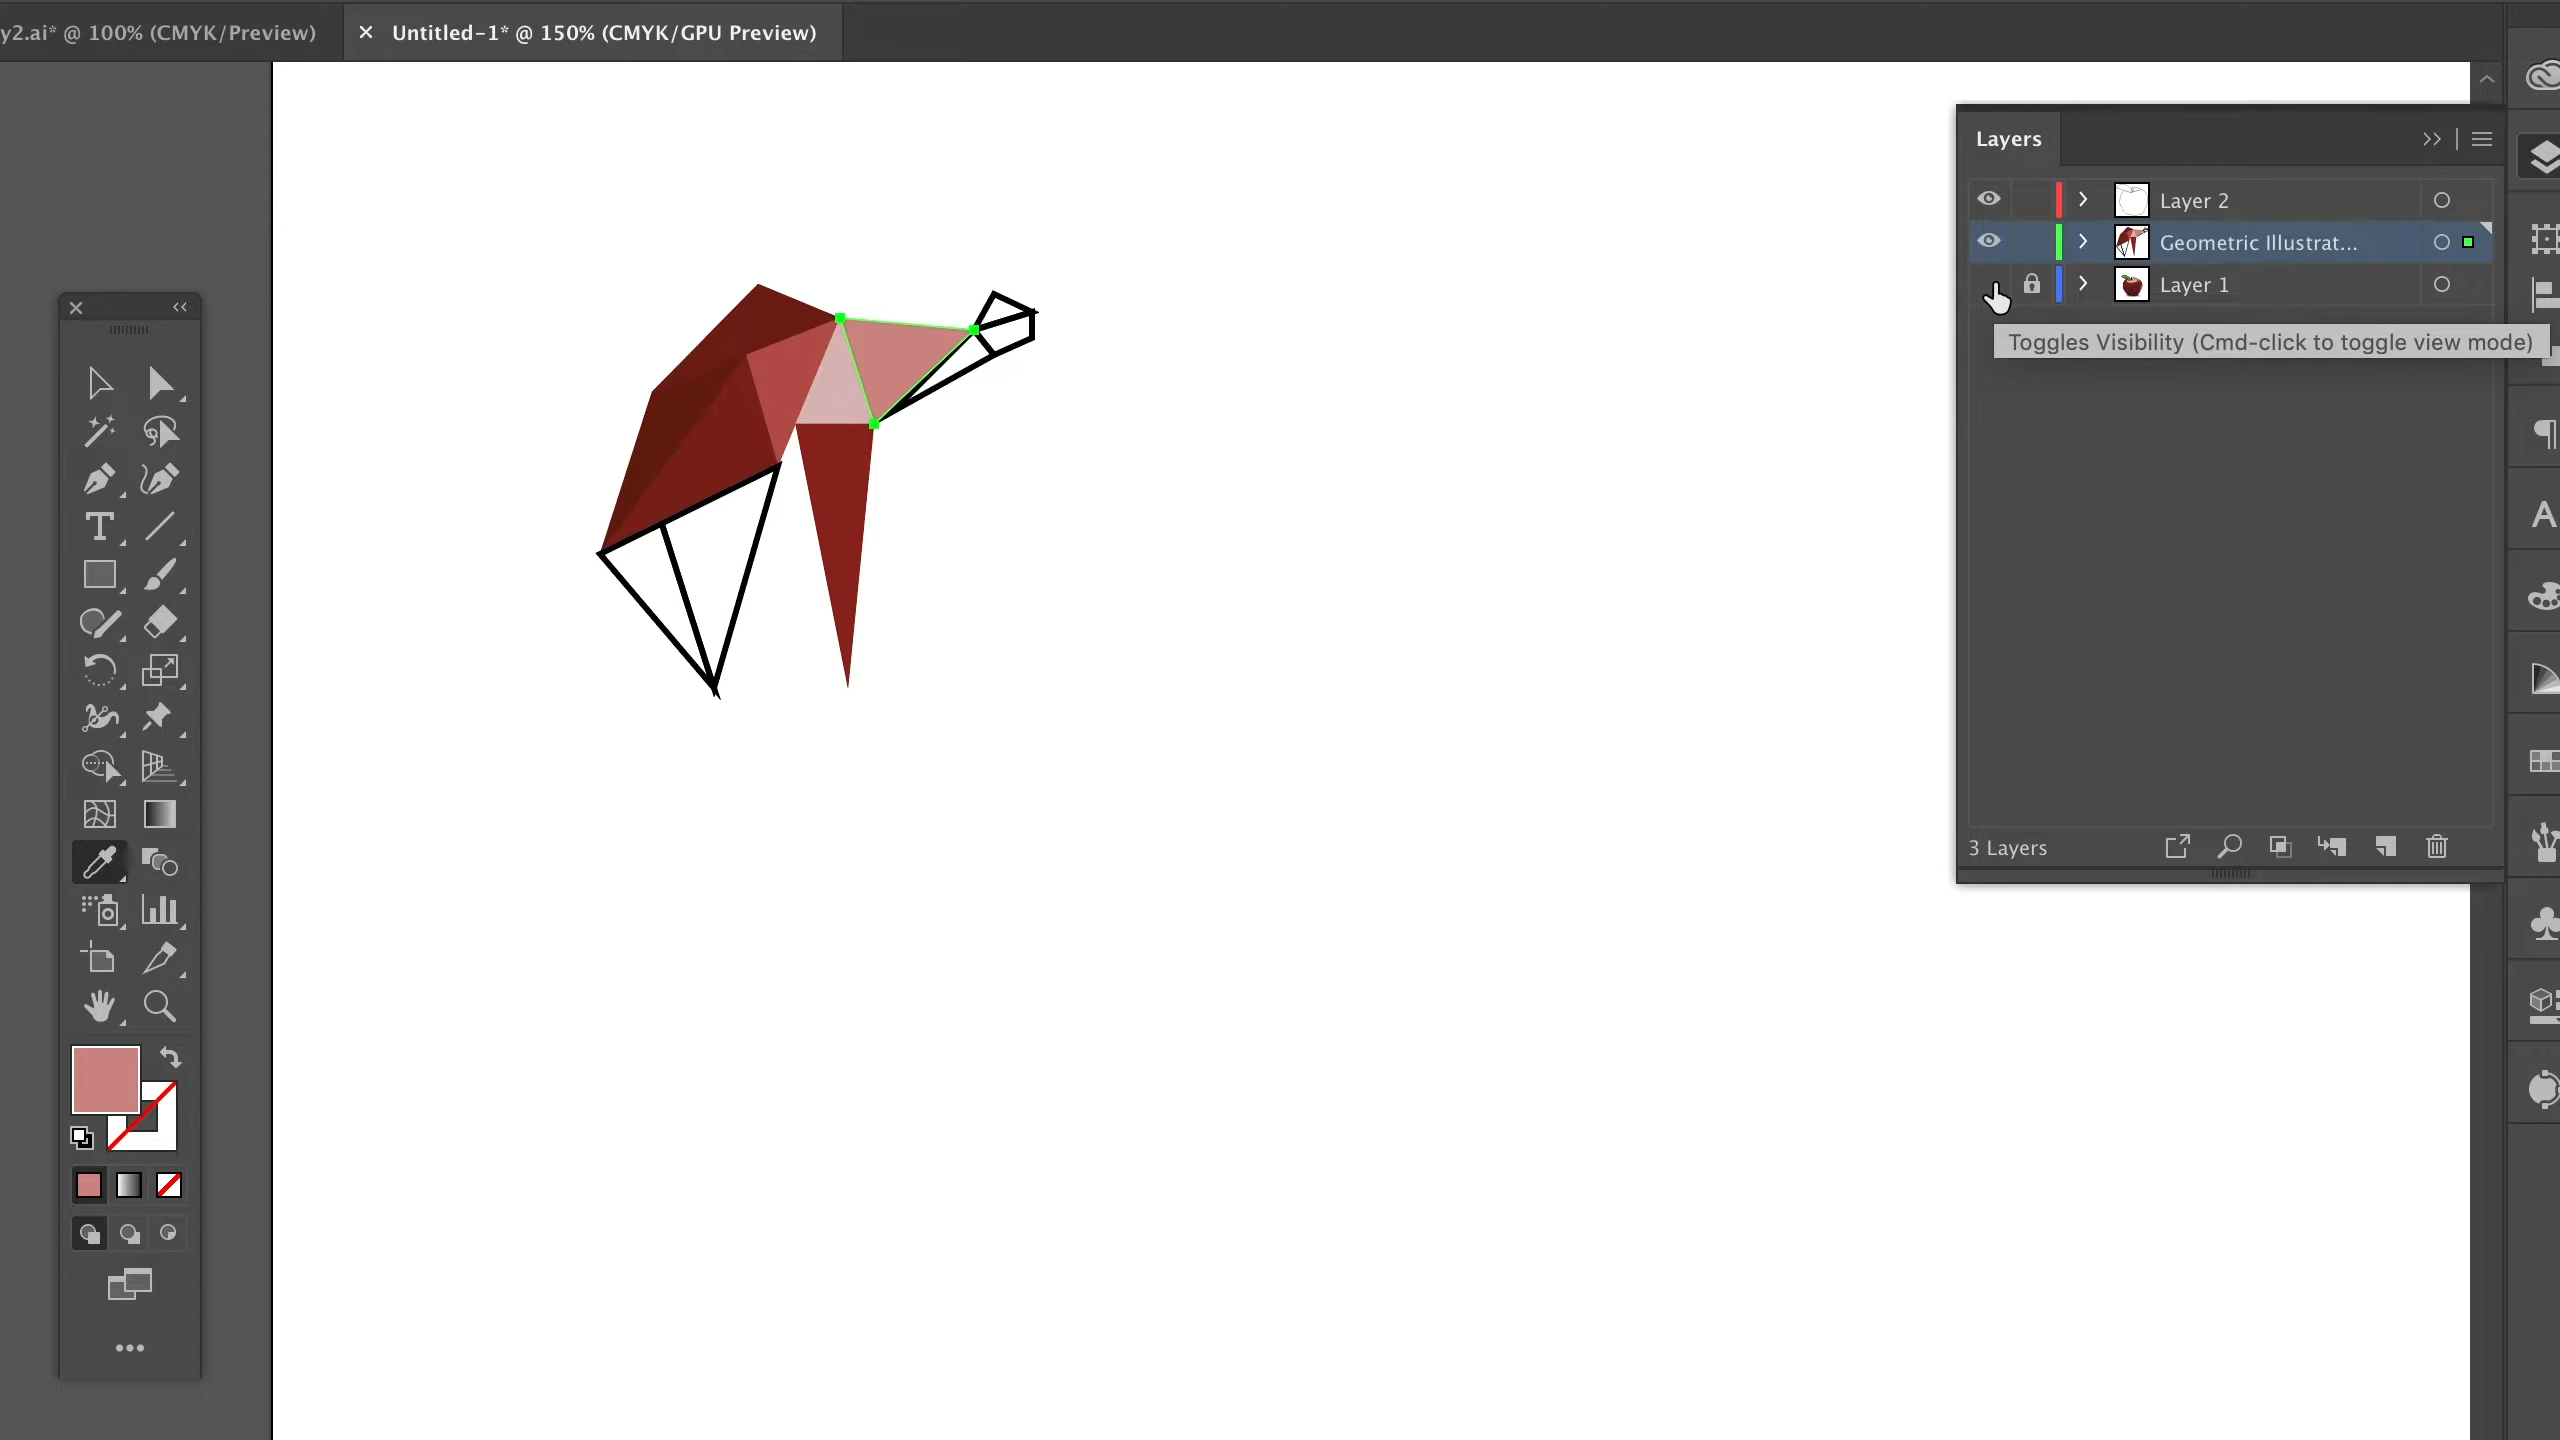 y2.ai* @ 100% (CMYK/Preview)
× Untitled-1* @ 150% (CMYK/GPU Preview)
Layers
Layer 2
Geometric Illustrat...
Layer 1
Toggles Visibility (Cmd-click to toggle view mode)
3 Layers